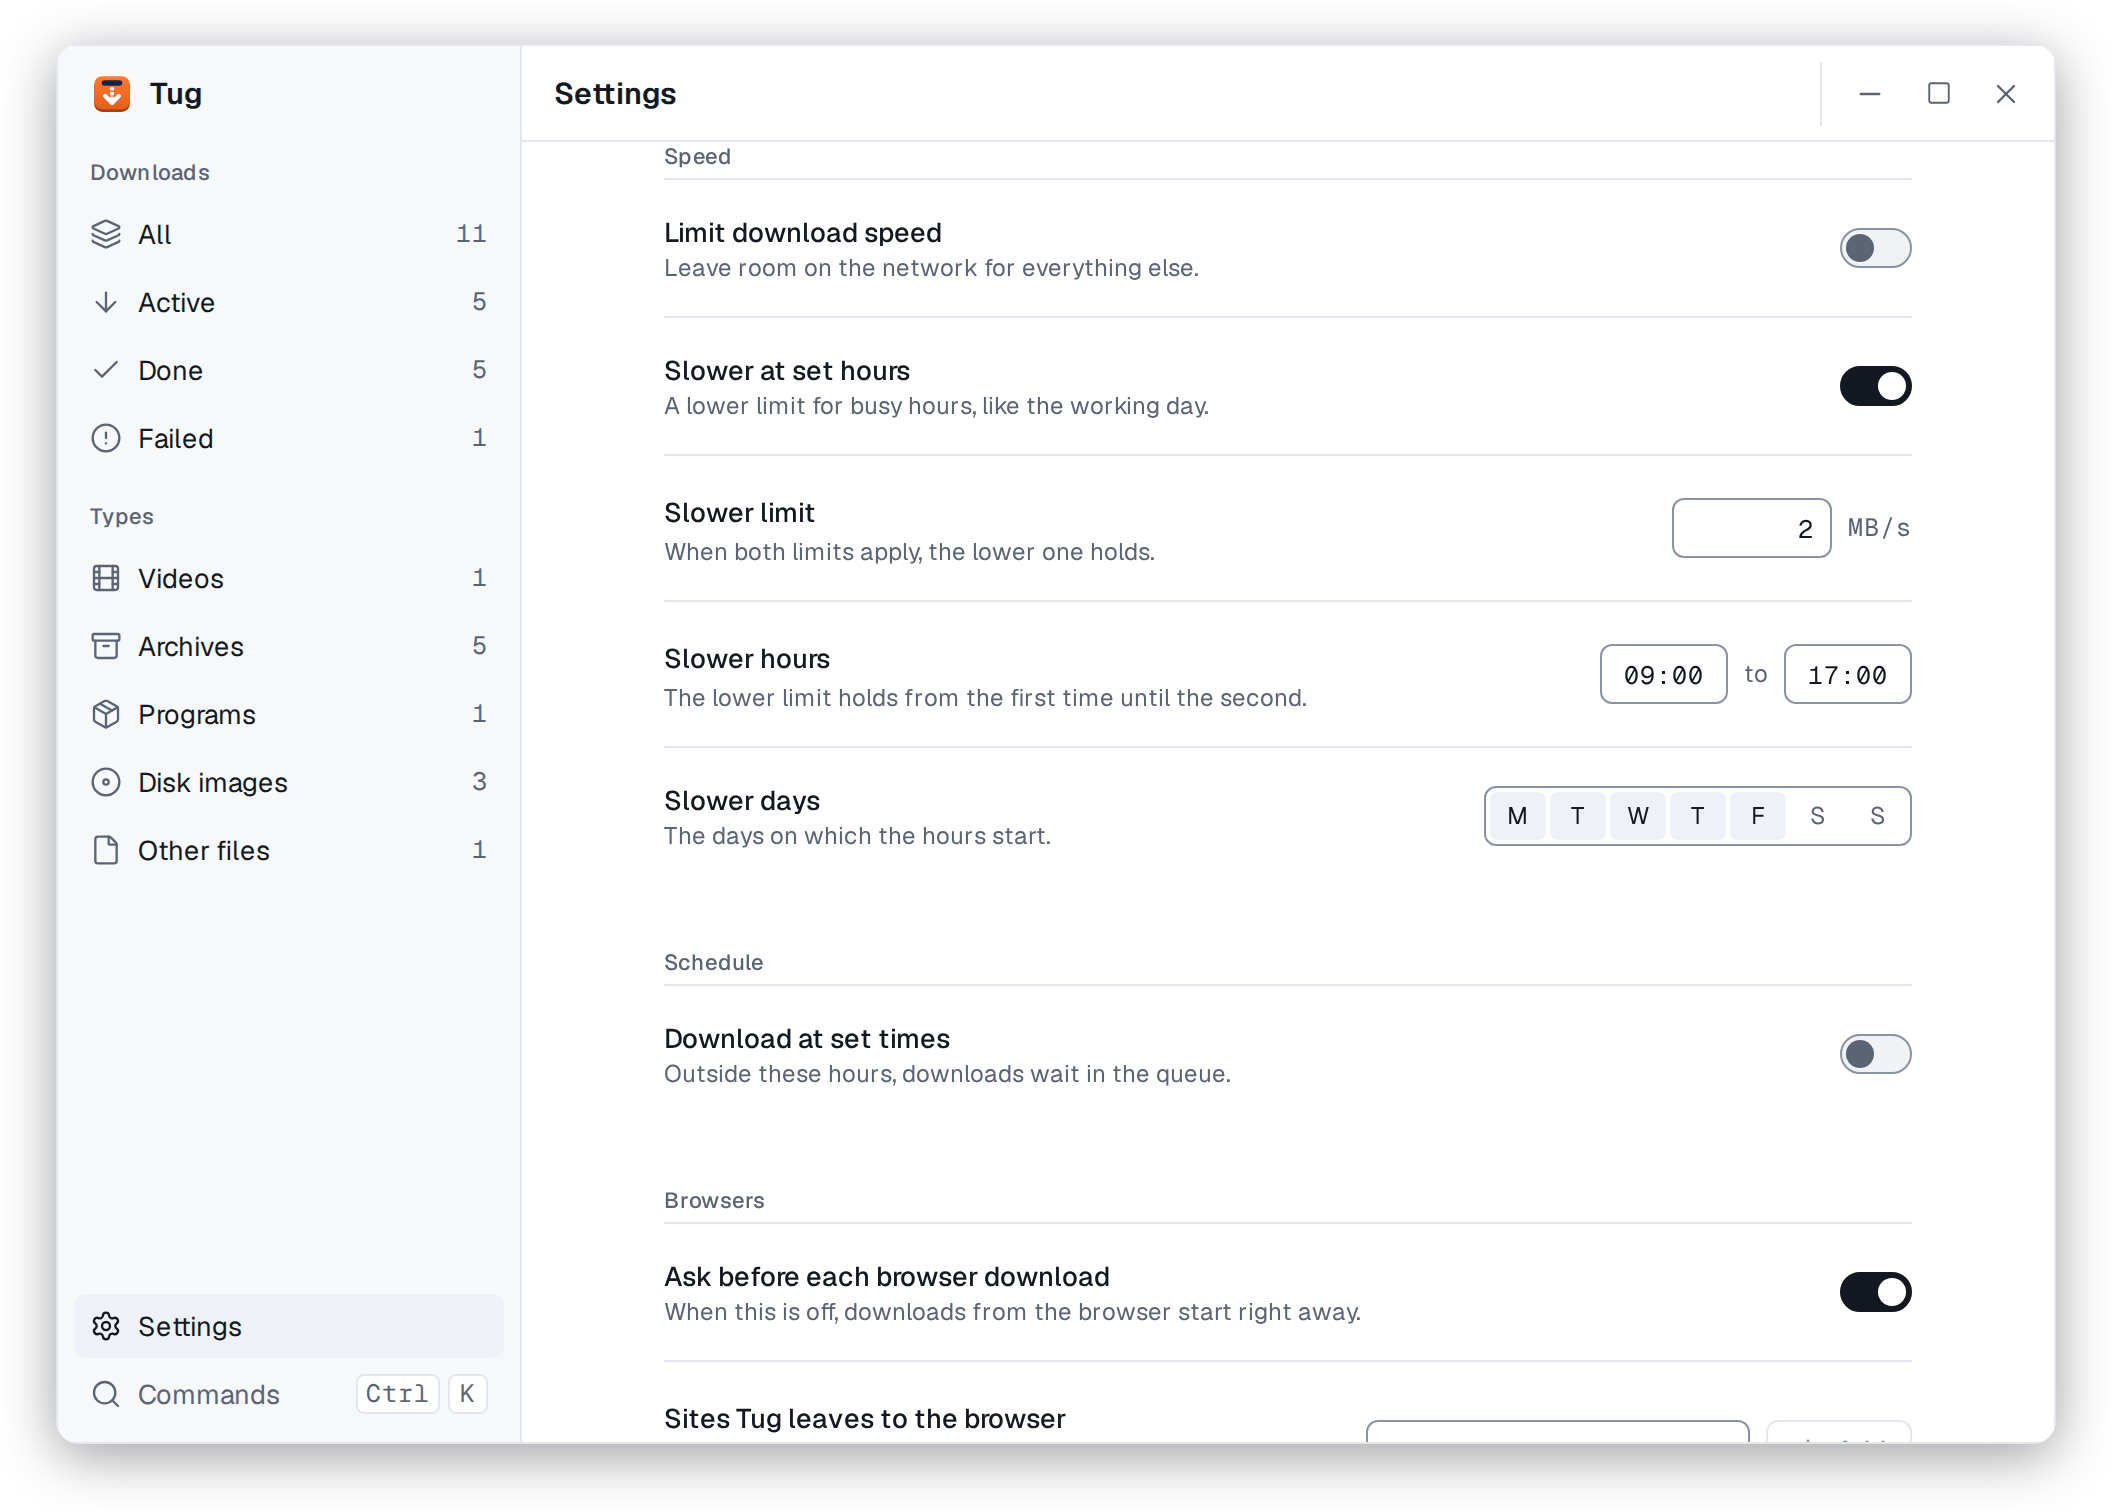 Tug
Downloads
All 11
Active 5
Done 5
Failed 1
Types
Videos 1
Archives 5
Programs 1
Disk images 3
Other files 1
Settings
Commands Ctrl K
Settings
Speed
Limit download speed
Leave room on the network for everything else.
Slower at set hours
A lower limit for busy hours, like the working day.
Slower limit
When both limits apply, the lower one holds.
2 MB/s
Slower hours
The lower limit holds from the first time until the second.
09:00 to 17:00
Slower days
The days on which the hours start.
M T W T F S S
Schedule
Download at set times
Outside these hours, downloads wait in the queue.
Browsers
Ask before each browser download
When this is off, downloads from the browser start right away.
Sites Tug leaves to the browser